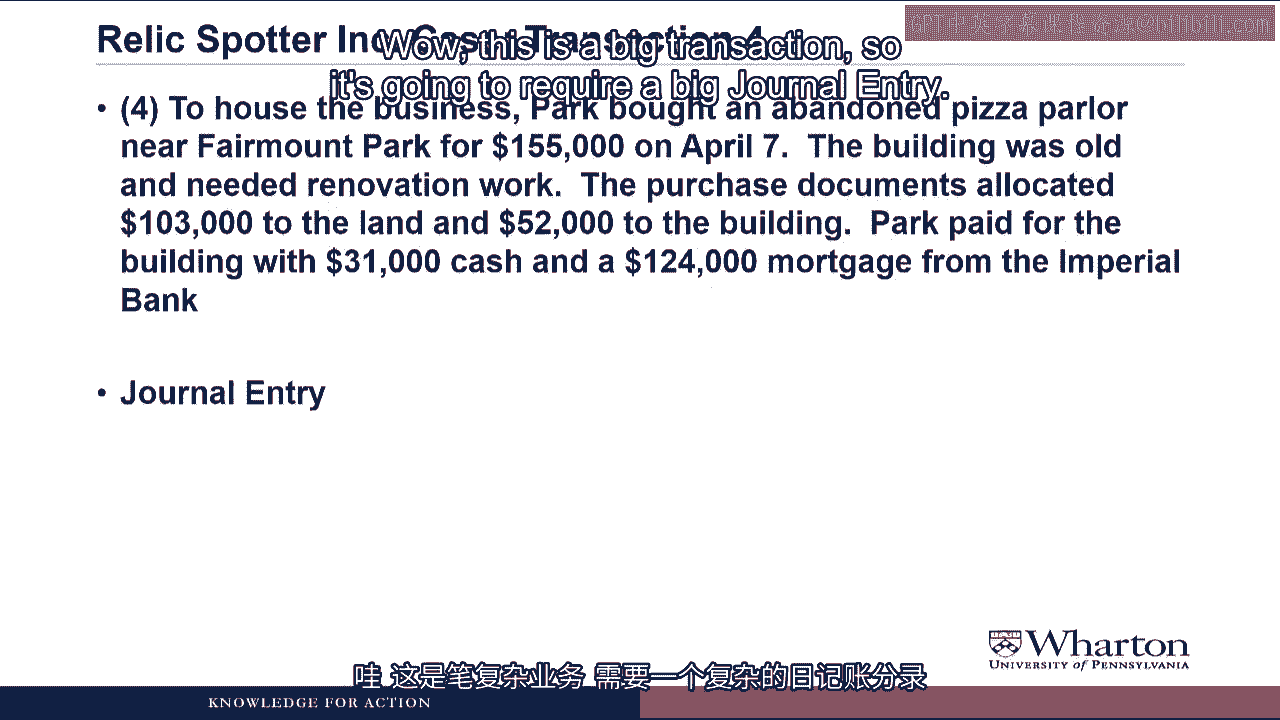 Relic Spotter Inc. Case: Transaction 4
Wow, this is a big transaction, so
it's going to require a big Journal Entry.
• (4) To house the business, Park bought an abandoned pizza parlor
near Fairmount Park for $155,000 on April 7. The building was old
and needed renovation work. The purchase documents allocated
$103,000 to the land and $52,000 to the building. Park paid for the
building with $31,000 cash and a $124,000 mortgage from the Imperial
Bank
• Journal Entry
Wharton
UNIVERSITY of PENNSYLVANIA
哇 这是笔复杂业务 需要一个复杂的日记账分录
KNOWLEDGE FOR ACTION